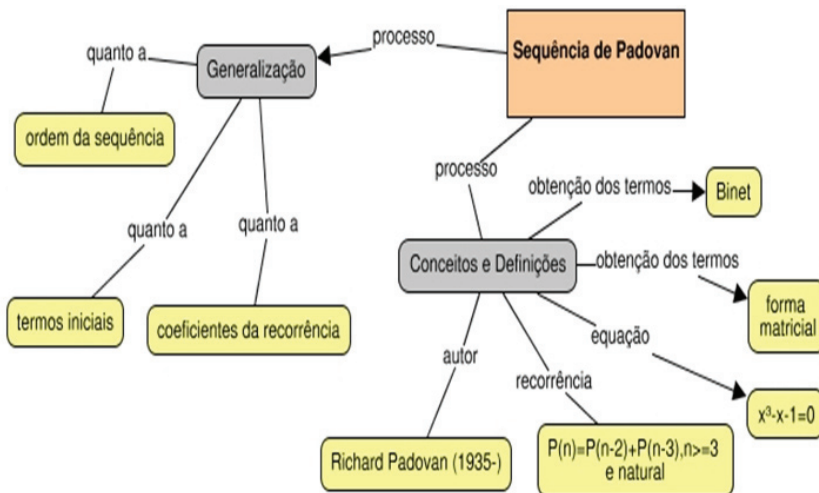 processo
Sequência de Padovan
quanto a
Generalização
ordem da sequência
processo
obtenção dos termos
Binet
quanto a
quanto a
Conceitos e Definições
obtenção dos termos
termos iniciais
coeficientes da recorrência
forma
matricial
equação
autor
recorrência
x³-x-1=0
Richard Padovan (1935-)
P(n)=P(n-2)+P(n-3),n>=3
e natural